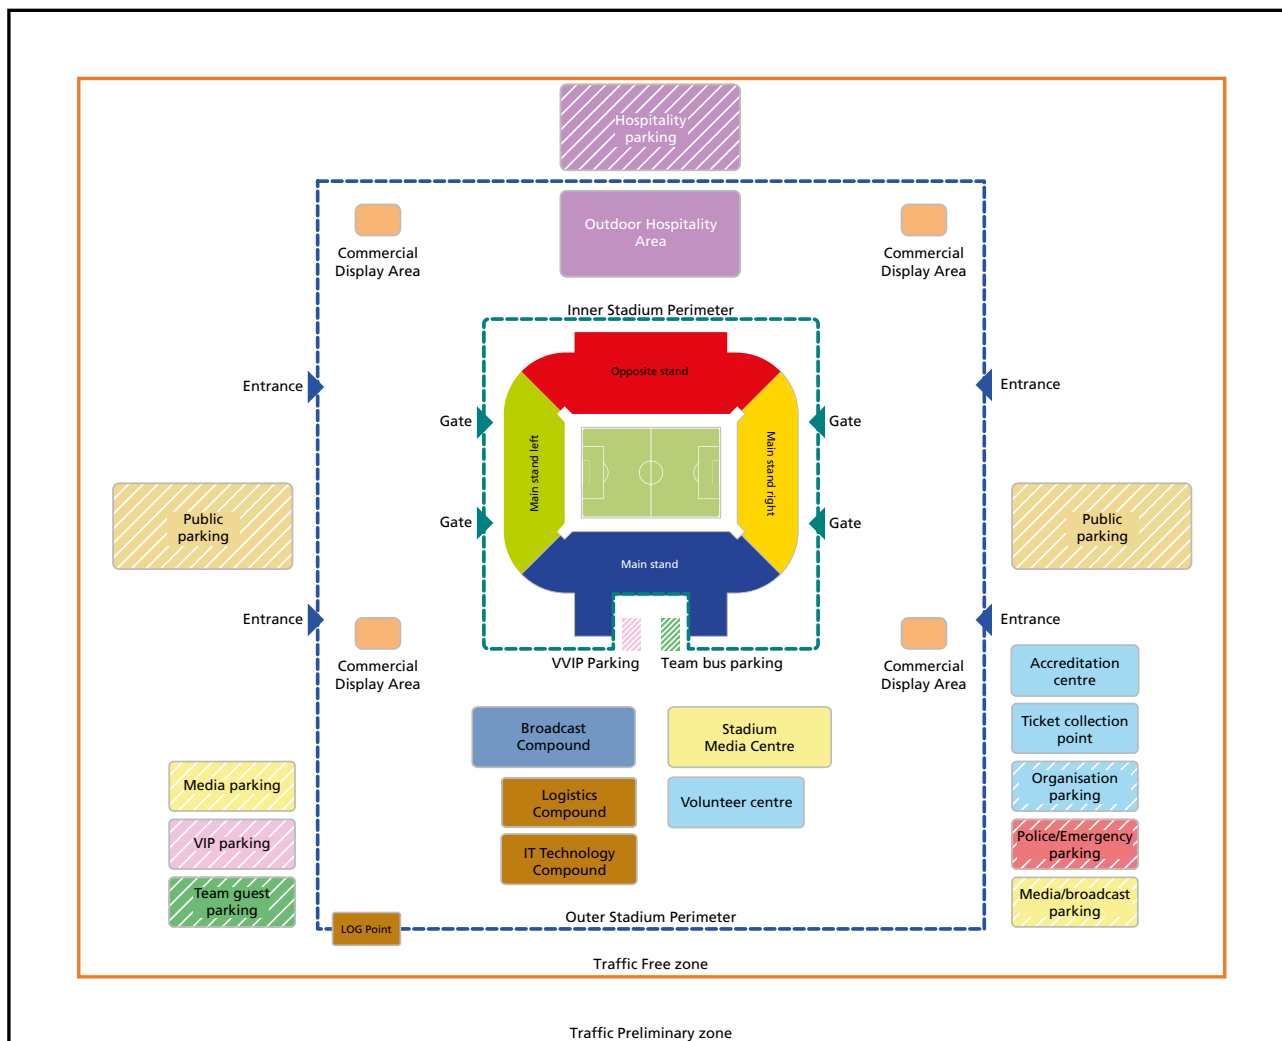 Hospitality
parking
Outdoor Hospitality
Area
Commercial
Display Area
Commercial
Display Area
Inner Stadium Perimeter
Opposite stand
Entrance
Entrance
Gate
Gate
Main stand left
Main stand right
Public
parking
Gate
Gate
Public
parking
Main stand
Entrance
Entrance
VVIP Parking
Team bus parking
Commercial
Display Area
Commercial
Display Area
Accreditation
centre
Ticket collection
point
Broadcast
Compound
Stadium
Media Centre
Media parking
Logistics
Compound
Volunteer centre
Organisation
parking
VIP parking
IT Technology
Compound
Police/Emergency
parking
Team guest
parking
Media/broadcast
parking
Outer Stadium Perimeter
LOG Point
Traffic Free zone
Traffic Preliminary zone